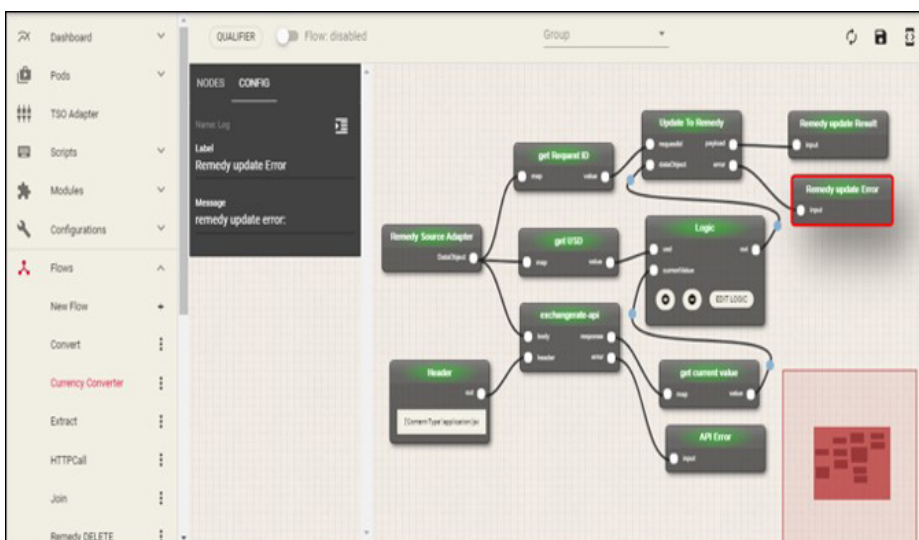 Dashboard
Pods
TSO Adapter
Scripts
Modules
Configurations
Flows
New Flow
Convert
Currency Converter
Extract
HTTPCall
Join
Remedy DELETE
QUALIFIER
Flow: disabled
Group
NODES CONFIG
Name: Log
Label
Remedy update Error
Message
remedy update error:
Remedy Source Adapter
DataObject
Header
out
get Request ID
map value
get USD
map value
exchangerate-api
body response
header error
Update To Remedy
requestId payload
dataObject error
Logic
usd out
currentValue
EDIT LOGIC
get current value
map value
API Error
input
Remedy update Result
input
Remedy update Error
input